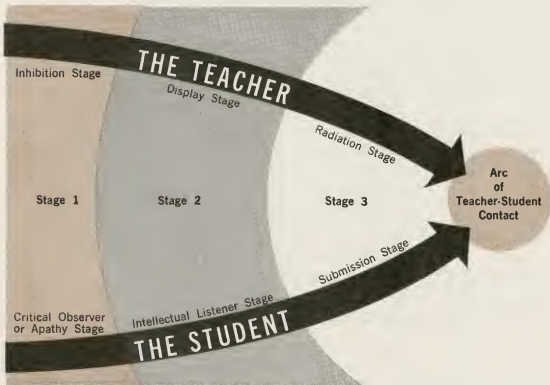 THE TEACHER
Inhibition Stage
Display Stage
Radiation Stage
Stage 1
Stage 2
Stage 3
Arc
of
Teacher-Student
Contact
Submission Stage
Intellectual Listener Stage
Critical Observer
or Apathy Stage
THE STUDENT